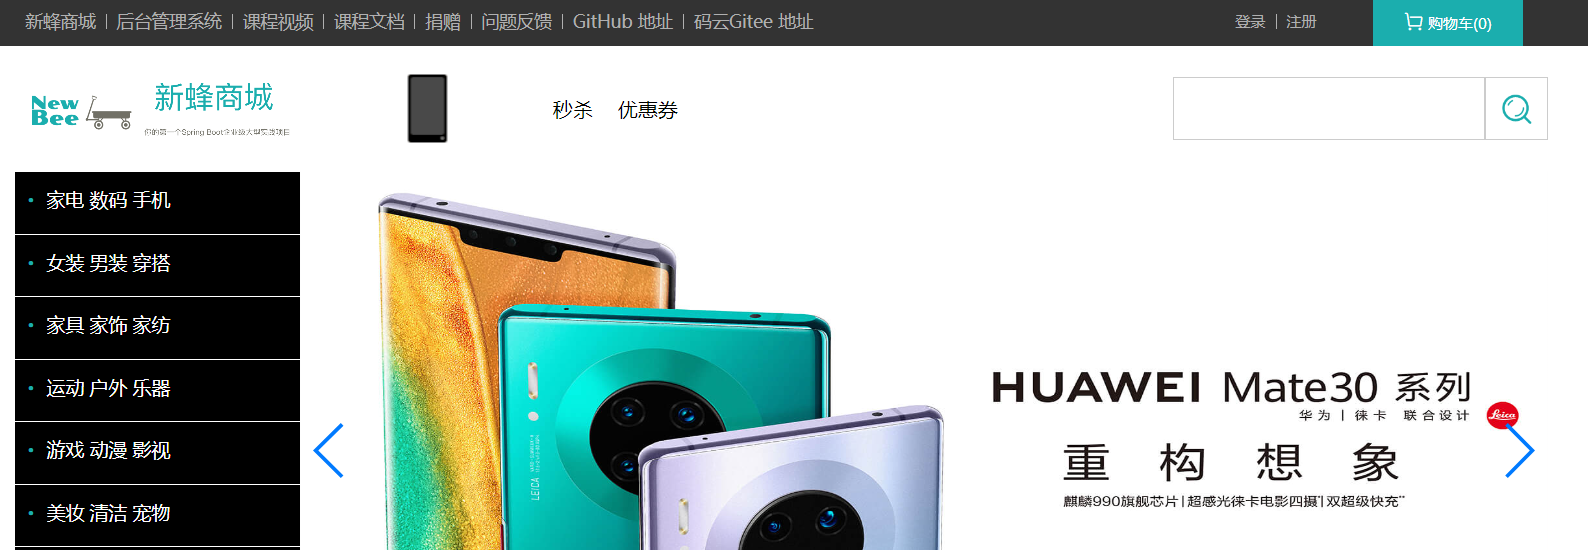 新蜂商城 | 后台管理系统 | 课程视频 | 课程文档 | 捐赠 | 问题反馈 | GitHub 地址 | 码云Gitee 地址
登录 | 注册
购物车(0)
New
Bee
新蜂商城
你的第一个Spring Boot企业级大型实战项目
秒杀 优惠券
家电 数码 手机
女装 男装 穿搭
家具 家饰 家纺
运动 户外 乐器
游戏 动漫 影视
美妆 清洁 宠物
HUAWEI Mate30 系列
华为 | 徕卡 联合设计
Leica
重构想象
麒麟990旗舰芯片 | 超感光徕卡电影四摄 | 双超级快充
LEICA